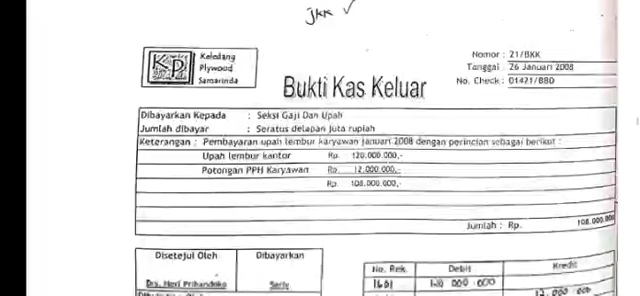 jkk ✓
KP
Keledang
Plywood
Samarinda
Nomor : 21/BKK
Tanggal : 26 Januari 2008
No. Check : 01421/BBD
Bukti Kas Keluar
Dibayarkan Kepada : Seksi Gaji Dan Upah
Jumlah dibayar : Seratus delapan juta rupiah
Keterangan : Pembayaran upah lembur karyawan januari 2008 dengan perincian sebagai berikut :
Upah lembur kantor Rp. 120.000.000,-
Potongan PPH Karyawan Rp. 12.000.000,-
Rp. 108.000.000,-
Jumlah : Rp. 108.000.000
Disetejui Oleh Dibayarkan
No. Rek. Debit Kredit
Drs. Heri Prihandoko
1601 120 000 000
12.000 000